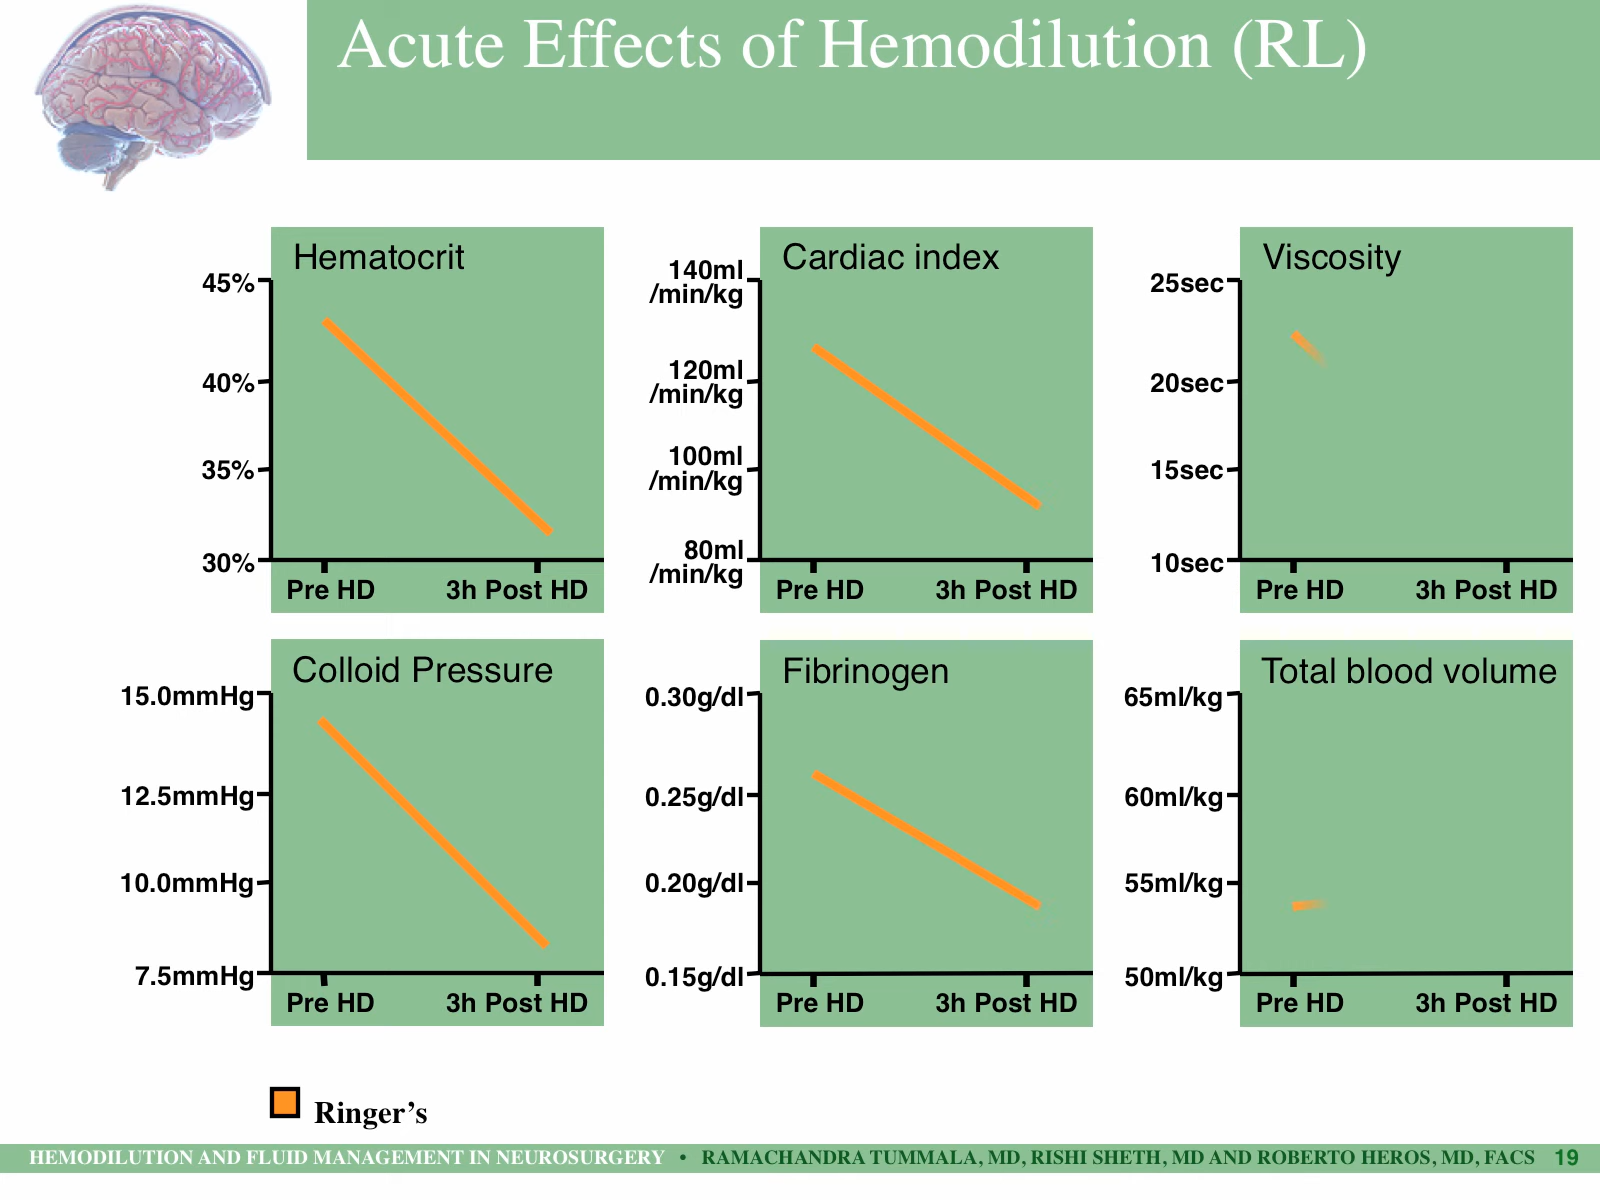 Acute Effects of Hemodilution (RL)
Hematocrit
45%
40%
35%
30%
Pre HD 3h Post HD
Cardiac index
140ml
/min/kg
120ml
/min/kg
100ml
/min/kg
80ml
/min/kg
Pre HD 3h Post HD
Viscosity
25sec
20sec
15sec
10sec
Pre HD 3h Post HD
Colloid Pressure
15.0mmHg
12.5mmHg
10.0mmHg
7.5mmHg
Pre HD 3h Post HD
Fibrinogen
0.30g/dl
0.25g/dl
0.20g/dl
0.15g/dl
Pre HD 3h Post HD
Total blood volume
65ml/kg
60ml/kg
55ml/kg
50ml/kg
Pre HD 3h Post HD
Ringer’s
HEMODILUTION AND FLUID MANAGEMENT IN NEUROSURGERY • RAMACHANDRA TUMMALA, MD, RISHI SHETH, MD AND ROBERTO HEROS, MD, FACS 19